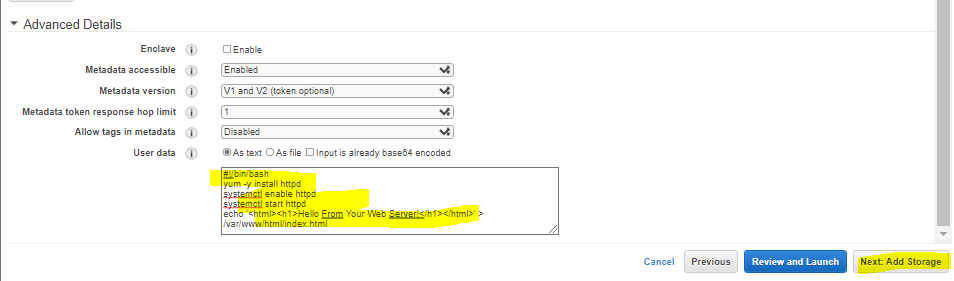 Advanced Details
Enclave Enable
Metadata accessible Enabled
Metadata version V1 and V2 (token optional)
Metadata token response hop limit 1
Allow tags in metadata Disabled
User data As text As file Input is already base64 encoded
#!/bin/bash
yum -y install httpd
systemctl enable httpd
systemctl start httpd
echo '<html><h1>Hello From Your Web Server!</h1></html>' >
/var/www/html/index.html
Cancel Previous Review and Launch Next: Add Storage